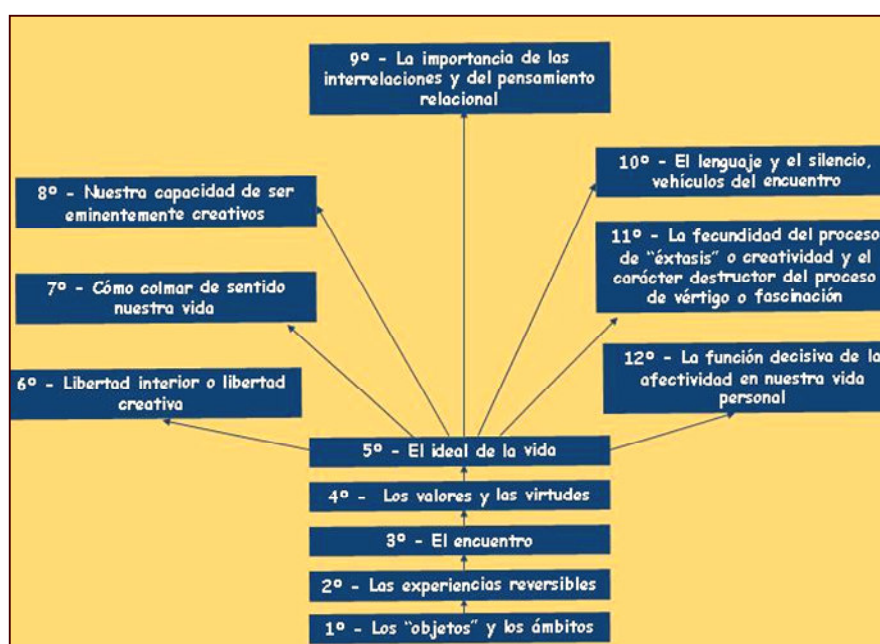 9º - La importancia de las
interrelaciones y del pensamiento
relacional
10º - El lenguaje y el silencio,
vehículos del encuentro
8º - Nuestra capacidad de ser
eminentemente creativos
11º - La fecundidad del proceso
de "éxtasis" o creatividad y el
carácter destructor del proceso
de vértigo o fascinación
7º - Cómo colmar de sentido
nuestra vida
12º - La función decisiva de la
afectividad en nuestra vida
personal
6º - Libertad interior o libertad
creativa
5º - El ideal de la vida
4º - Los valores y las virtudes
3º - El encuentro
2º - Las experiencias reversibles
1º - Los "objetos" y los ámbitos